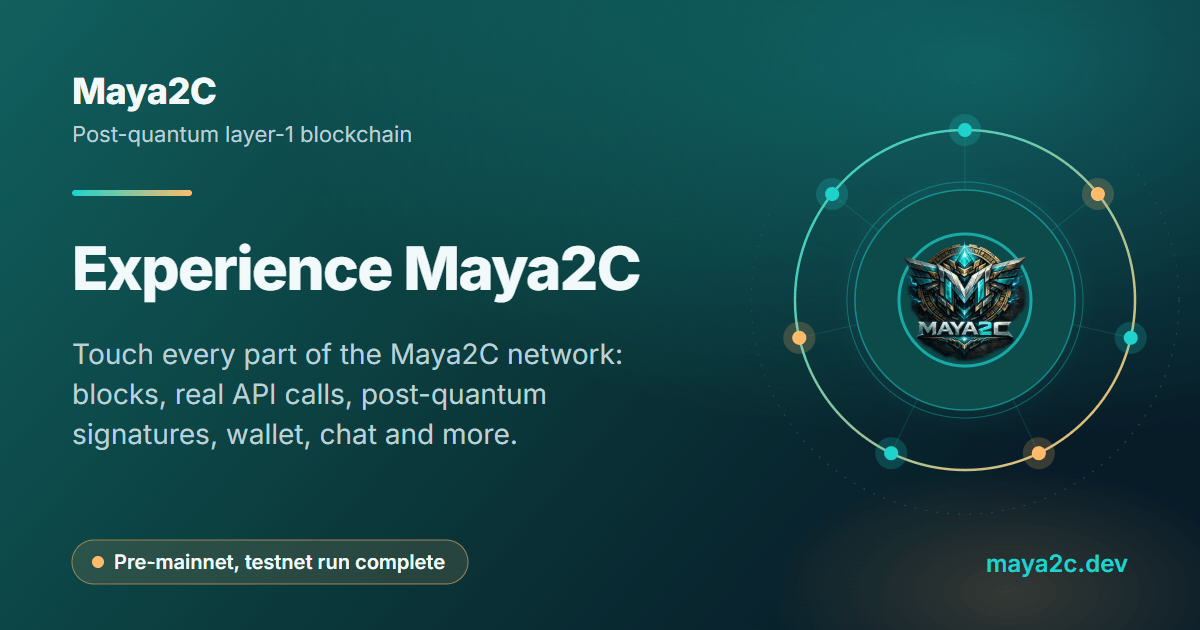 Maya2C
Post-quantum layer-1 blockchain
Experience Maya2C
Touch every part of the Maya2C network:
blocks, real API calls, post-quantum
signatures, wallet, chat and more.
MAYA2C
Pre-mainnet, testnet run complete
maya2c.dev